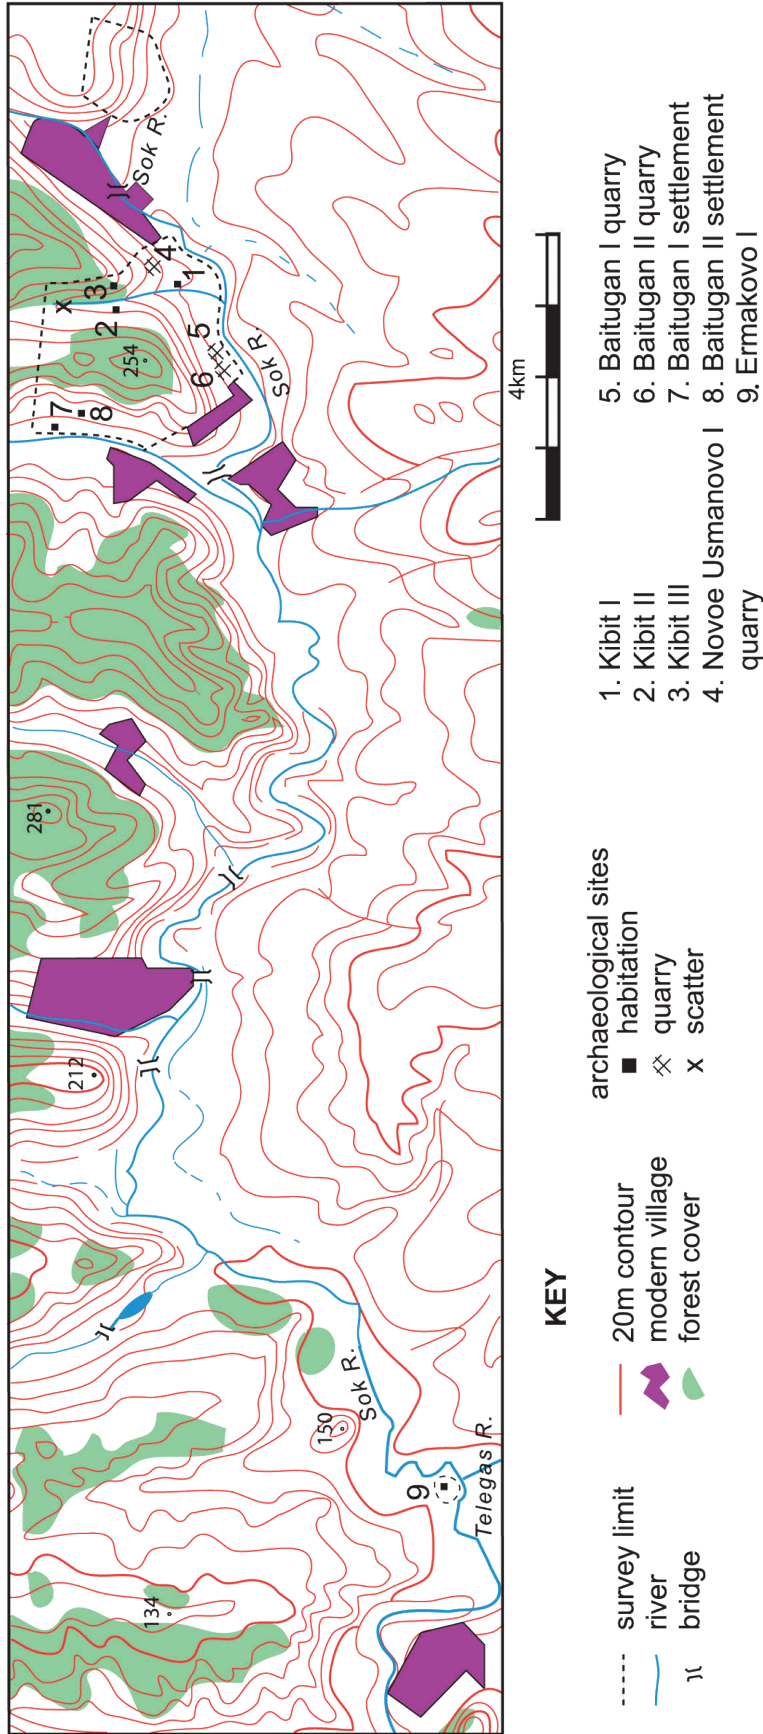 281
212
134
150
254
7
8
2
3
x
4
1
5
6
9
Sok R.
Sok R.
Sok R.
Telegas R.
4km
KEY
survey limit
river
bridge
20m contour
modern village
forest cover
archaeological sites
habitation
quarry
x scatter
1. Kibit I
2. Kibit II
3. Kibit III
4. Novoe Usmanovo I
quarry
5. Baitugan I quarry
6. Baitugan II quarry
7. Baitugan I settlement
8. Baitugan II settlement
9. Ermakovo I